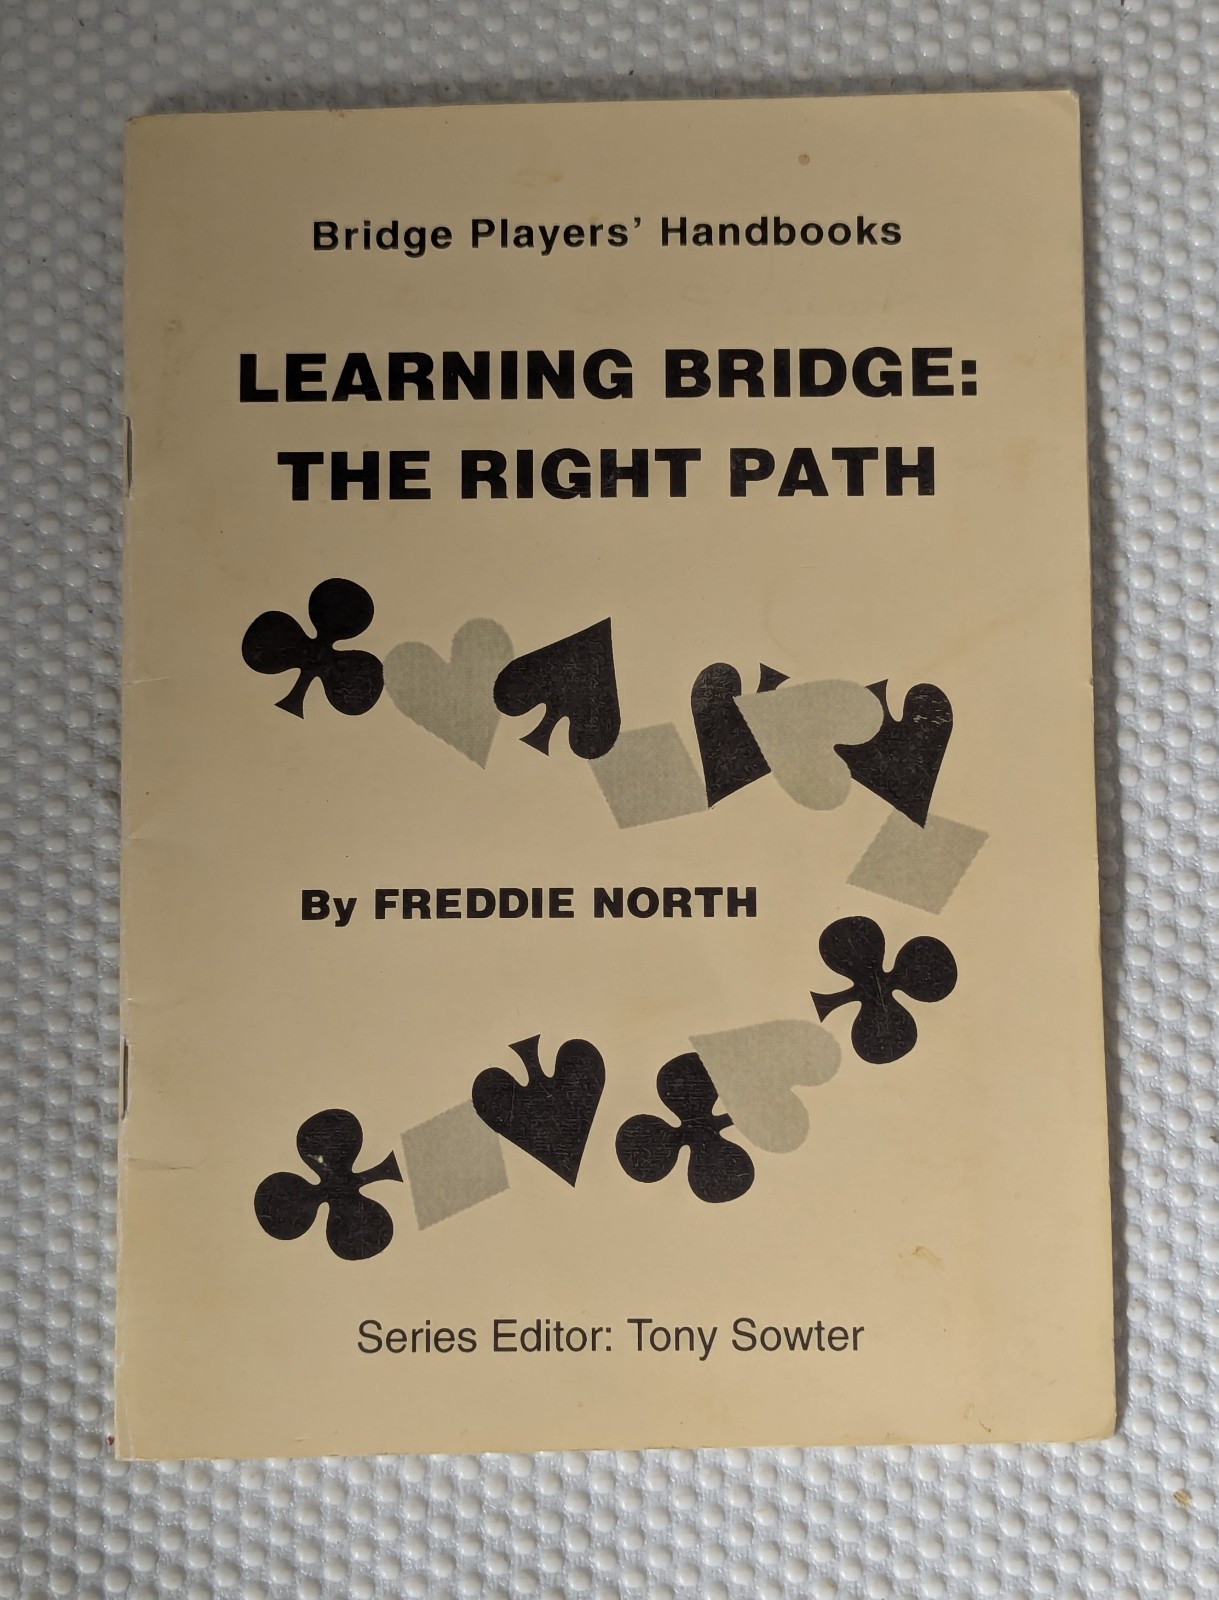 Bridge Players’ Handbooks
LEARNING BRIDGE:
THE RIGHT PATH
By FREDDIE NORTH
Series Editor: Tony Sowter